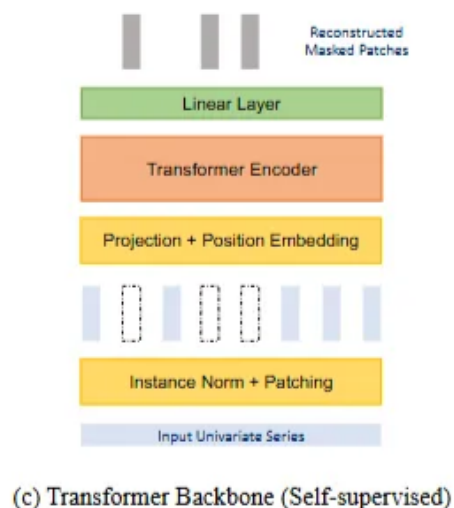 Reconstructed
Masked Patches
Linear Layer
Transformer Encoder
Projection + Position Embedding
Instance Norm + Patching
Input Univariate Series
(c) Transformer Backbone (Self-supervised)